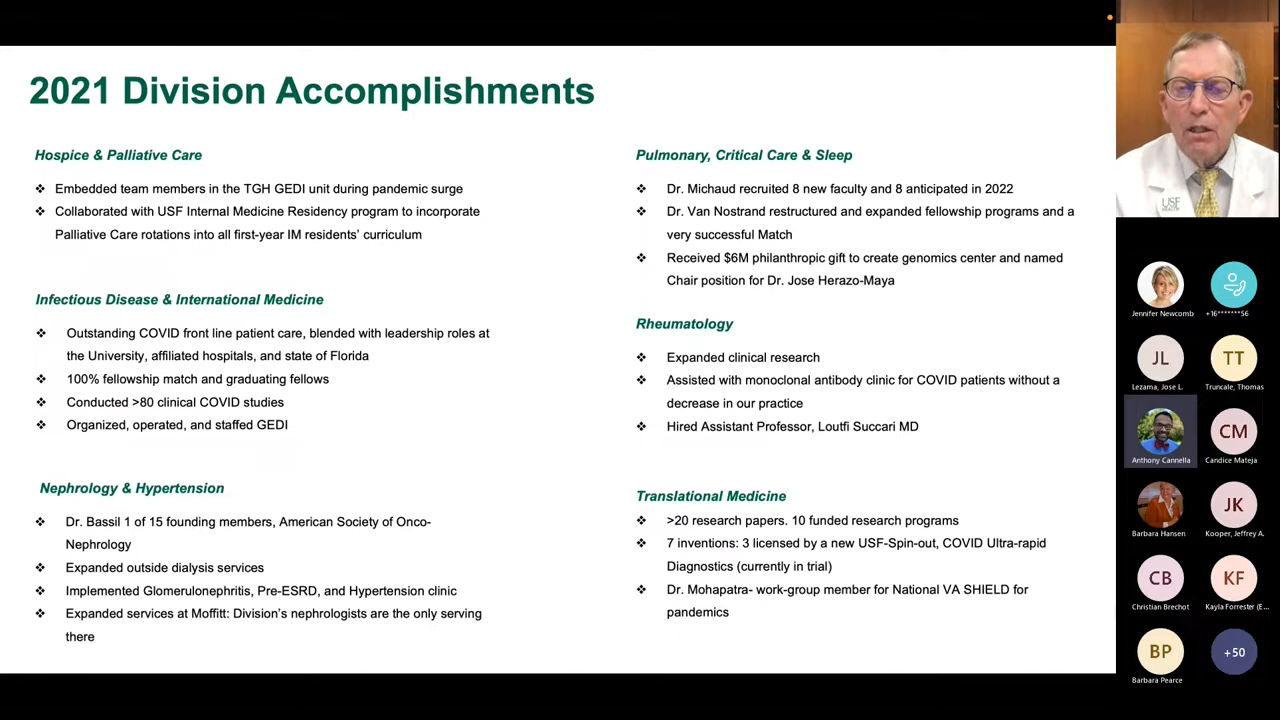 2021 Division Accomplishments
Hospice & Palliative Care
❖ Embedded team members in the TGH GEDI unit during pandemic surge
❖ Collaborated with USF Internal Medicine Residency program to incorporate
Palliative Care rotations into all first-year IM residents' curriculum
Infectious Disease & International Medicine
❖ Outstanding COVID front line patient care, blended with leadership roles at
the University, affiliated hospitals, and state of Florida
❖ 100% fellowship match and graduating fellows
❖ Conducted >80 clinical COVID studies
❖ Organized, operated, and staffed GEDI
Nephrology & Hypertension
❖ Dr. Bassil 1 of 15 founding members, American Society of Onco-
Nephrology
❖ Expanded outside dialysis services
❖ Implemented Glomerulonephritis, Pre-ESRD, and Hypertension clinic
❖ Expanded services at Moffitt: Division's nephrologists are the only serving
there
Pulmonary, Critical Care & Sleep
❖ Dr. Michaud recruited 8 new faculty and 8 anticipated in 2022
❖ Dr. Van Nostrand restructured and expanded fellowship programs and a
very successful Match
❖ Received $6M philanthropic gift to create genomics center and named
Chair position for Dr. Jose Herazo-Maya
Rheumatology
❖ Expanded clinical research
❖ Assisted with monoclonal antibody clinic for COVID patients without a
decrease in our practice
❖ Hired Assistant Professor, Loutfi Succari MD
Translational Medicine
❖ >20 research papers. 10 funded research programs
❖ 7 inventions: 3 licensed by a new USF-Spin-out, COVID Ultra-rapid
Diagnostics (currently in trial)
❖ Dr. Mohapatra- work-group member for National VA SHIELD for
pandemics
USF
HEALTH
Jennifer Newcomb
+16*******56
JL
Lezama, Jose L.
TT
Truncale, Thomas
Anthony Cannella
CM
Candice Mateja
Barbara Hansen
JK
Kooper, Jeffrey A.
CB
Christian Brechot
KF
Kayla Forrester (E...
BP
Barbara Pearce
+50